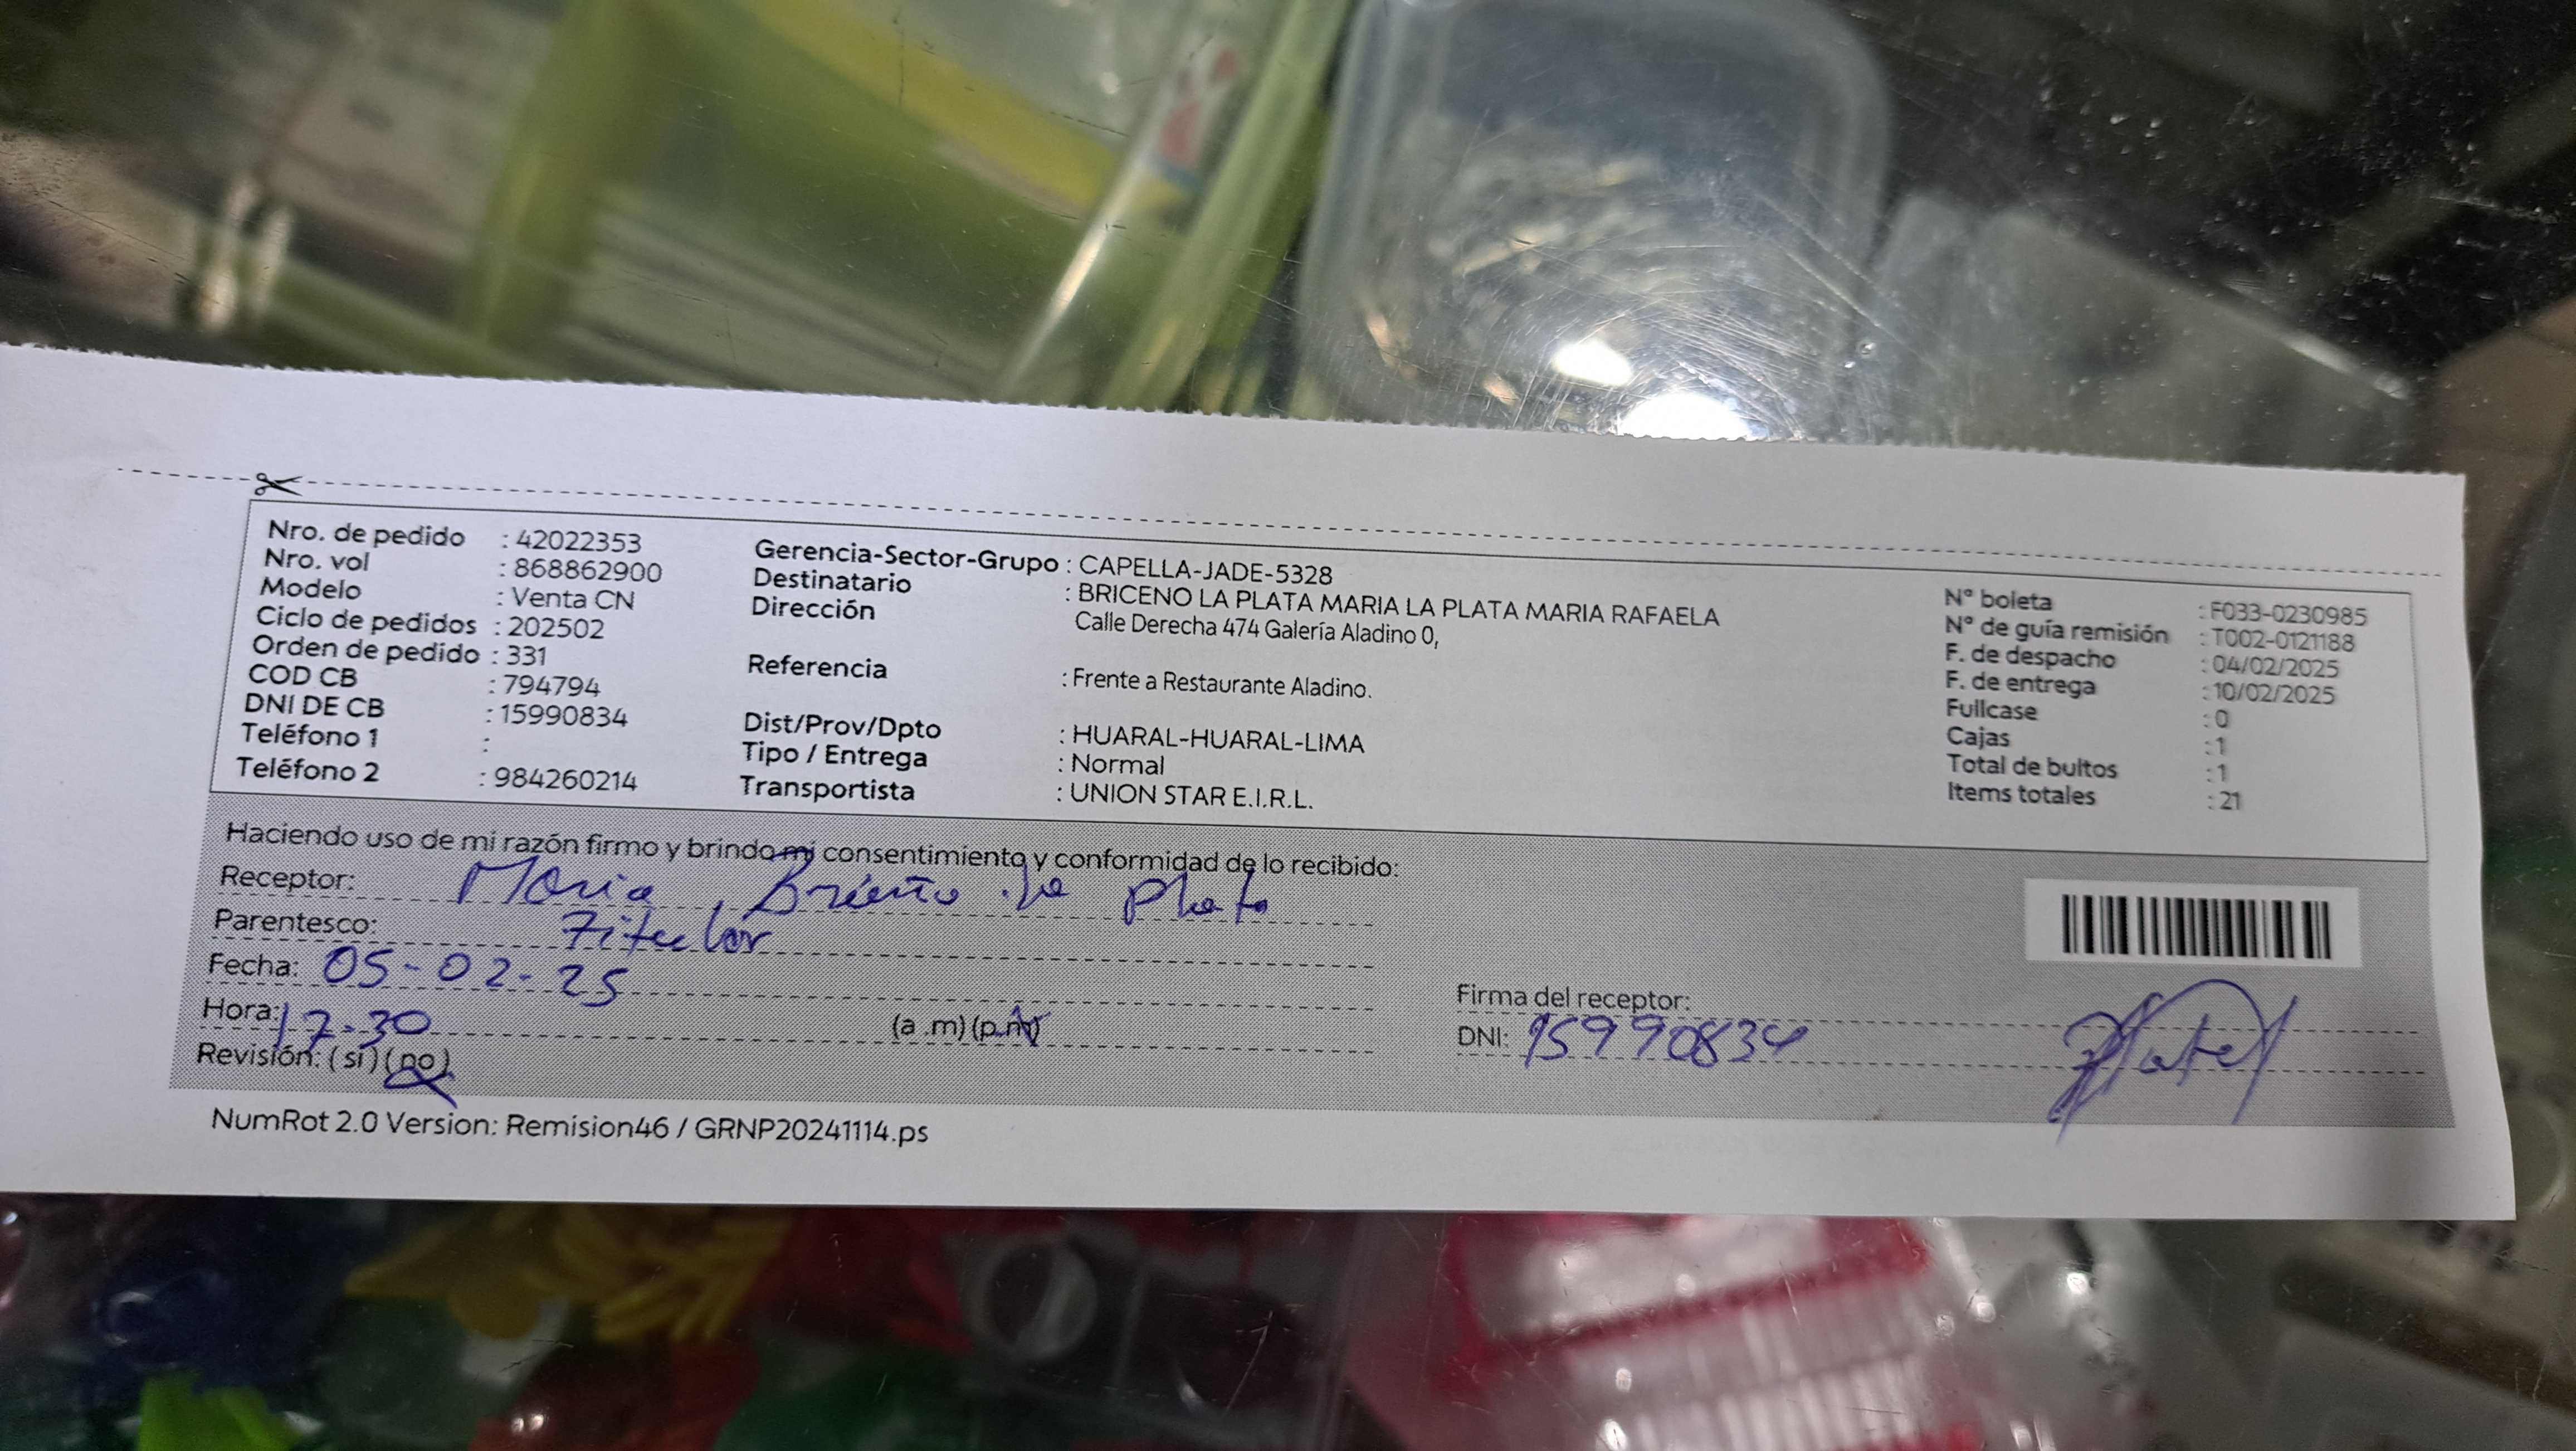 Nro. de pedido : 42022353
Nro. vol : 868862900
Modelo : Venta CN
Ciclo de pedidos : 202502
Orden de pedido : 331
COD CB : 794794
DNI DE CB : 15990834
Teléfono 1 :
Teléfono 2 : 984260214
Gerencia-Sector-Grupo : CAPELLA-JADE-5328
Destinatario : BRICENO LA PLATA MARIA LA PLATA MARIA RAFAELA
Dirección Calle Derecha 474 Galería Aladino 0,
Referencia : Frente a Restaurante Aladino.
Dist/Prov/Dpto : HUARAL-HUARAL-LIMA
Tipo / Entrega : Normal
Transportista : UNION STAR E.I.R.L.
N° boleta : F033-0230985
N° de guía remisión : T002-0121188
F. de despacho : 04/02/2025
F. de entrega : 10/02/2025
Fullcase : 0
Cajas : 1
Total de bultos : 1
Items totales : 21
Haciendo uso de mi razón firmo y brindo mi consentimiento y conformidad de lo recibido:
Receptor: Maria Briceño La Plata
Parentesco: Titular
Fecha: 05-02-25
Hora: 17-30 (a.m) (p.m)
Revisión: (si) (no)
Firma del receptor:
DNI: 15990834
NumRot 2.0 Version: Remision46 / GRNP20241114.ps